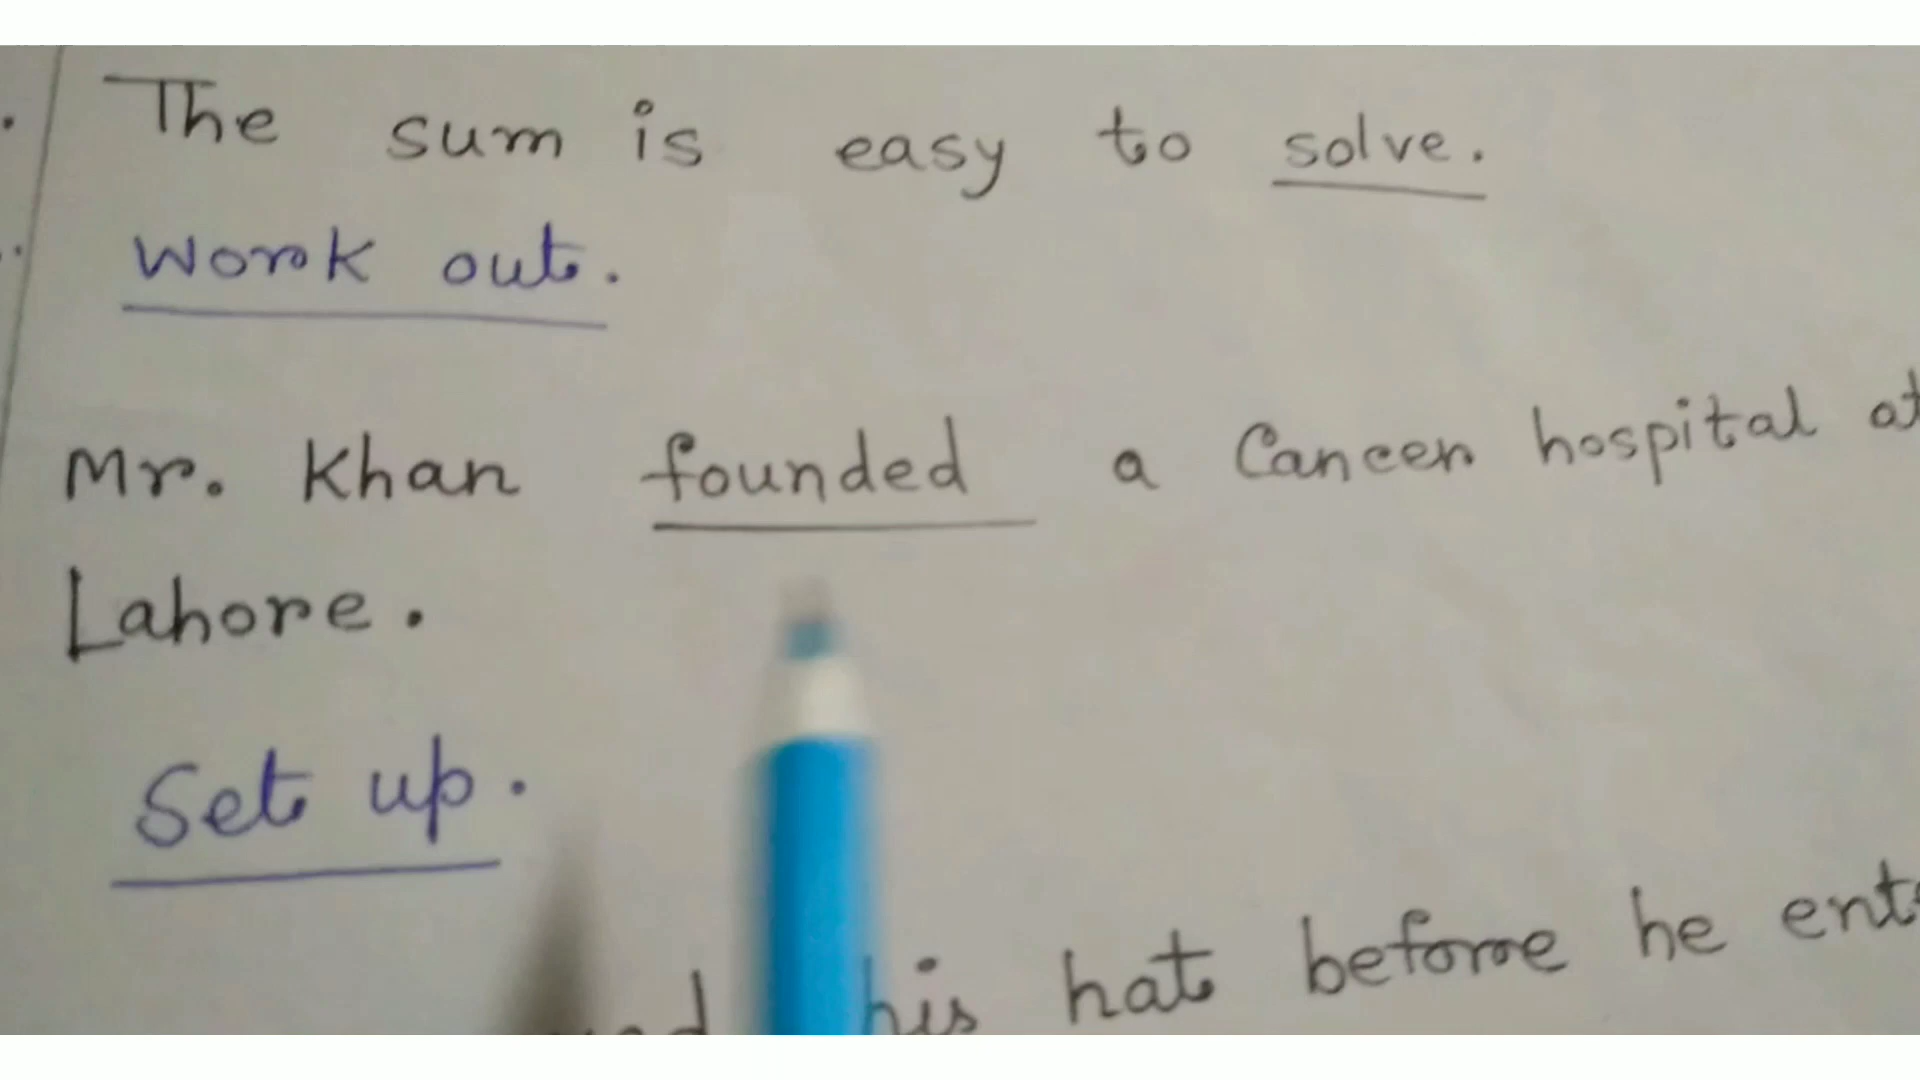 The sum is easy to solve.
Work out.
Mr. Khan founded a Cancer hospital at
Lahore.
Set up.
his hat before he